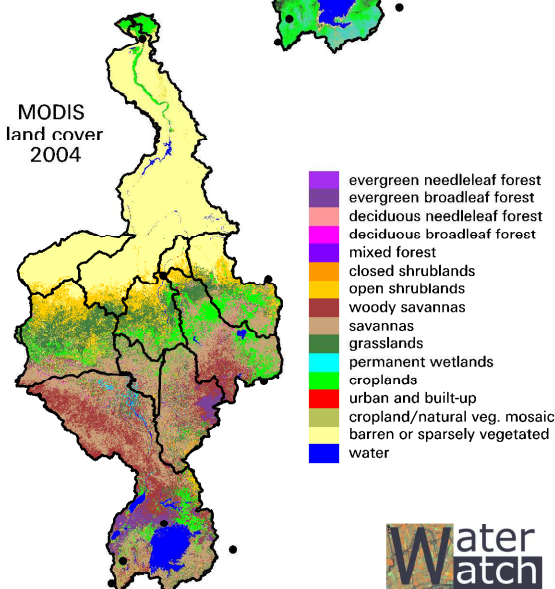 MODIS
land cover
2004
evergreen needleleaf forest
evergreen broadleaf forest
deciduous needleleaf forest
deciduous broadleaf forest
mixed forest
closed shrublands
open shrublands
woody savannas
savannas
grasslands
permanent wetlands
croplands
urban and built-up
cropland/natural veg. mosaic
barren or sparsely vegetated
water
Water
Watch